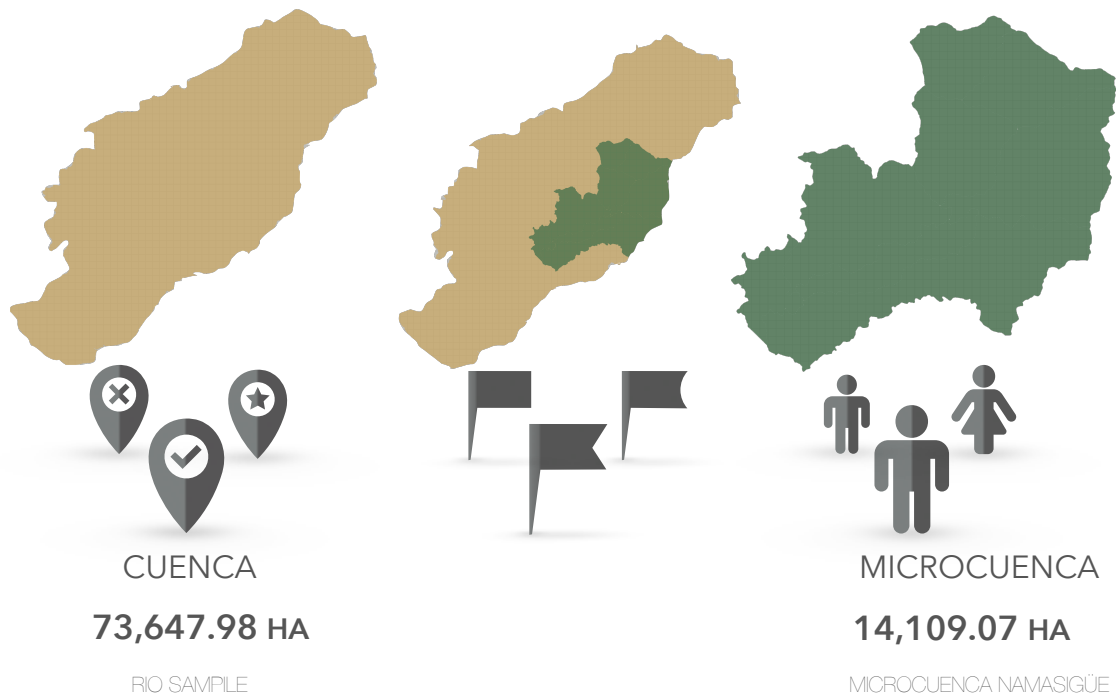 CUENCA
73,647.98 HA
RIO SAMPILE
MICROCUENCA
14,109.07 HA
MICROCUENCA NAMASIGÜE